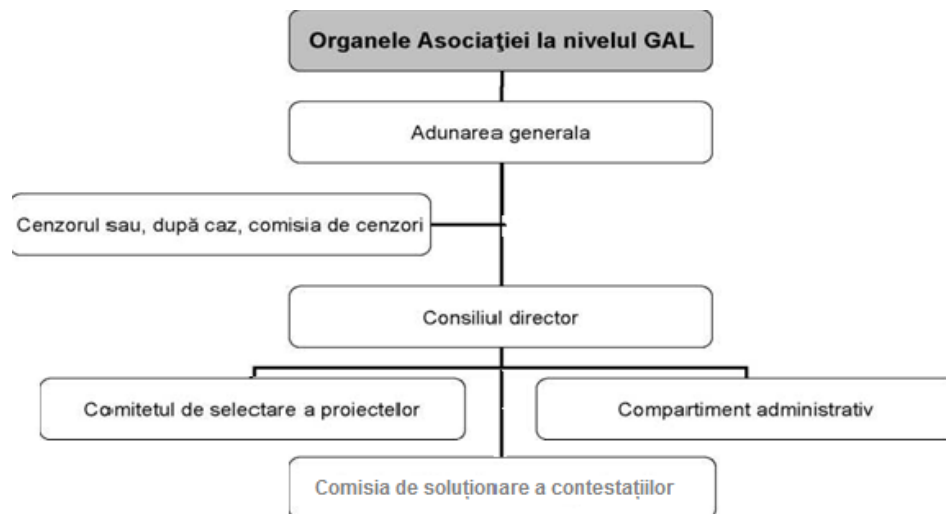 Organele Asociaţiei la nivelul GAL
Adunarea generala
Cenzorul sau, după caz, comisia de cenzori
Consiliul director
Comitetul de selectare a proiectelor
Compartiment administrativ
Comisia de soluționare a contestațiilor